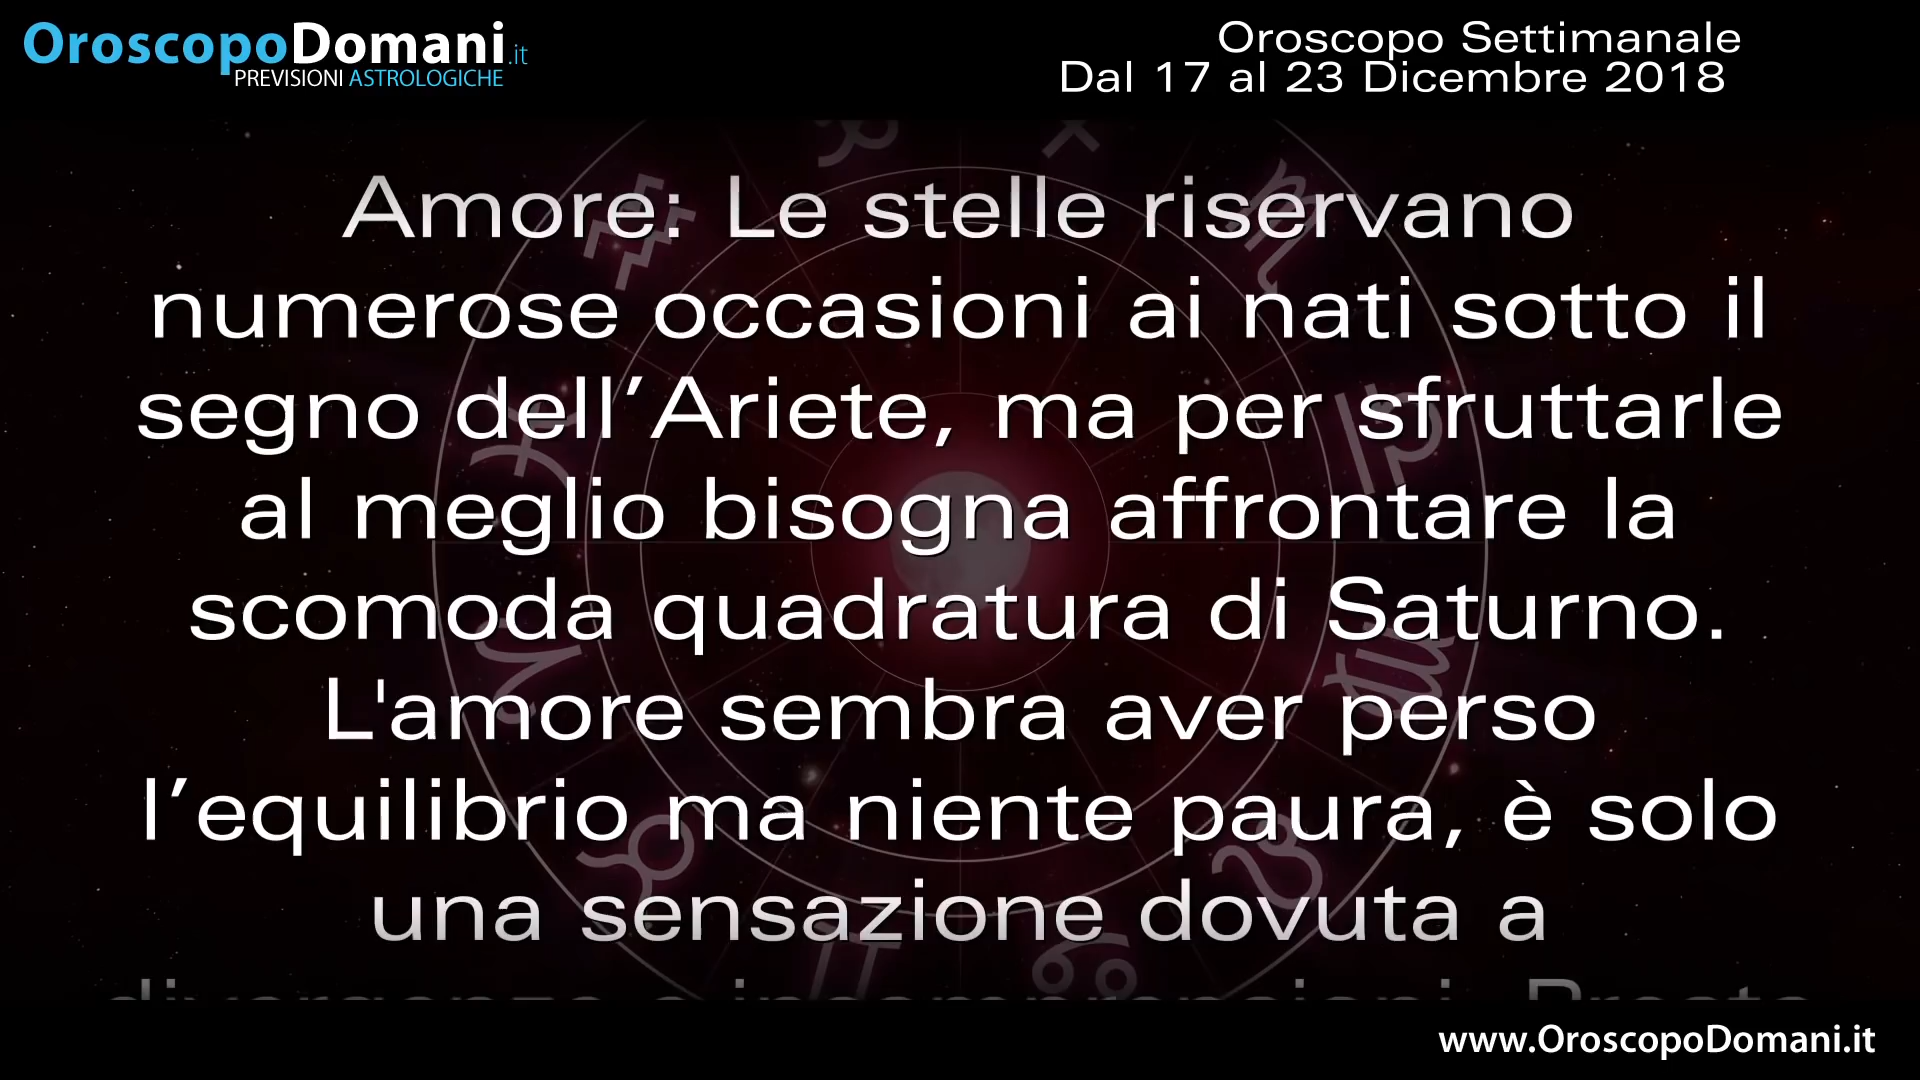 OroscopoDomani.it
PREVISIONI ASTROLOGICHE
Oroscopo Settimanale
Dal 17 al 23 Dicembre 2018
Amore: Le stelle riservano
numerose occasioni ai nati sotto il
segno dell’Ariete, ma per sfruttarle
al meglio bisogna affrontare la
scomoda quadratura di Saturno.
L'amore sembra aver perso
l’equilibrio ma niente paura, è solo
una sensazione dovuta a
www.OroscopoDomani.it